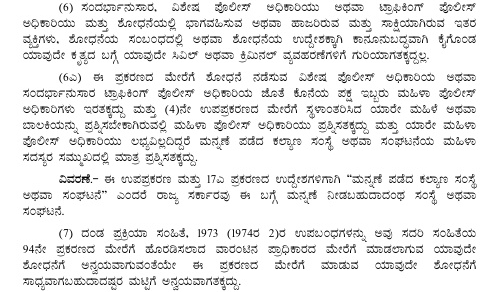 (6) ಸಂದರ್ಭಾನುಸಾರ, ವಿಶೇಷ ಪೊಲೀಸ್ ಅಧಿಕಾರಿಯು ಅಥವಾ ಟ್ರಾಫಿಕಿಂಗ್ ಪೊಲೀಸ್
ಅಧಿಕಾರಿಯು ಮತ್ತು ಶೋಧನೆಯಲ್ಲಿ ಭಾಗವಹಿಸುವ ಅಥವಾ ಹಾಜರಿರುವ ಮತ್ತು ಸಾಕ್ಷಿಯಾಗಿರುವ ಇತರ
ವ್ಯಕ್ತಿಗಳು, ಶೋಧನೆಯ ಸಂಬಂಧದಲ್ಲಿ ಅಥವಾ ಶೋಧನೆಯ ಉದ್ದೇಶಕ್ಕಾಗಿ ಕಾನೂನುಬದ್ಧವಾಗಿ ಕೈಗೊಂಡ
ಯಾವುದೇ ಕೃತ್ಯದ ಬಗ್ಗೆ ಯಾವುದೇ ಸಿವಿಲ್ ಅಥವಾ ಕ್ರಿಮಿನಲ್ ವ್ಯವಹರಣೆಗಳಿಗೆ ಗುರಿಯಾಗತಕ್ಕದ್ದಲ್ಲ.
(6ಎ) ಈ ಪ್ರಕರಣದ ಮೇರೆಗೆ ಶೋಧನೆ ನಡೆಸುವ ವಿಶೇಷ ಪೊಲೀಸ್ ಅಧಿಕಾರಿಯ ಅಥವಾ
ಸಂದರ್ಭಾನುಸಾರ ಟ್ರಾಫಿಕಿಂಗ್ ಪೊಲೀಸ್ ಅಧಿಕಾರಿಯ ಜೊತೆ ಕೊನೆಯ ಪಕ್ಷ ಇಬ್ಬರು ಮಹಿಳಾ ಪೊಲೀಸ್
ಅಧಿಕಾರಿಗಳು ಇರತಕ್ಕದ್ದು ಮತ್ತು (4)ನೇ ಉಪಪ್ರಕರಣದ ಮೇರೆಗೆ ಸ್ಥಳಾಂತರಿಸಿದ ಯಾರೇ ಮಹಿಳೆ ಅಥವಾ
ಬಾಲಕಿಯನ್ನು ಪ್ರಶ್ನಿಸಬೇಕಾಗಿರುವಲ್ಲಿ ಮಹಿಳಾ ಪೊಲೀಸ್ ಅಧಿಕಾರಿಯು ಪ್ರಶ್ನಿಸತಕ್ಕದ್ದು ಮತ್ತು ಯಾರೇ ಮಹಿಳಾ
ಪೊಲೀಸ್ ಅಧಿಕಾರಿಯು ಲಭ್ಯವಿಲ್ಲದಿದ್ದರೆ ಮನ್ನಣೆ ಪಡೆದ ಕಲ್ಯಾಣ ಸಂಸ್ಥೆ ಅಥವಾ ಸಂಘಟನೆಯ ಮಹಿಳಾ
ಸದಸ್ಯರ ಸಮ್ಮುಖದಲ್ಲಿ ಮಾತ್ರ ಪ್ರಶ್ನಿಸತಕ್ಕದ್ದು.
ವಿವರಣೆ.- ಈ ಉಪಪ್ರಕರಣ ಮತ್ತು 17ಎ ಪ್ರಕರಣದ ಉದ್ದೇಶಗಳಿಗಾಗಿ “ಮನ್ನಣೆ ಪಡೆದ ಕಲ್ಯಾಣ ಸಂಸ್ಥೆ
ಅಥವಾ ಸಂಘಟನೆ” ಎಂದರೆ ರಾಜ್ಯ ಸರ್ಕಾರವು ಈ ಬಗ್ಗೆ ಮನ್ನಣೆ ನೀಡಬಹುದಾದಂಥ ಸಂಸ್ಥೆ ಅಥವಾ
ಸಂಘಟನೆ.
(7) ದಂಡ ಪ್ರಕ್ರಿಯಾ ಸಂಹಿತೆ, 1973 (1974ರ 2)ರ ಉಪಬಂಧಗಳನ್ನು ಅವು ಸದರಿ ಸಂಹಿತೆಯ
94ನೇ ಪ್ರಕರಣದ ಮೇರೆಗೆ ಹೊರಡಿಸಲಾದ ವಾರಂಟಿನ ಪ್ರಾಧಿಕಾರದ ಮೇರೆಗೆ ಮಾಡಲಾಗುವ ಯಾವುದೇ
ಶೋಧನೆಗೆ ಅನ್ವಯವಾಗುವಂತೆಯೇ ಈ ಪ್ರಕರಣದ ಮೇರೆಗೆ ಮಾಡುವ ಯಾವುದೇ ಶೋಧನೆಗೆ
ಸಾಧ್ಯವಾಗಬಹುದಾದಷ್ಟರ ಮಟ್ಟಿಗೆ ಅನ್ವಯವಾಗತಕ್ಕದ್ದು.